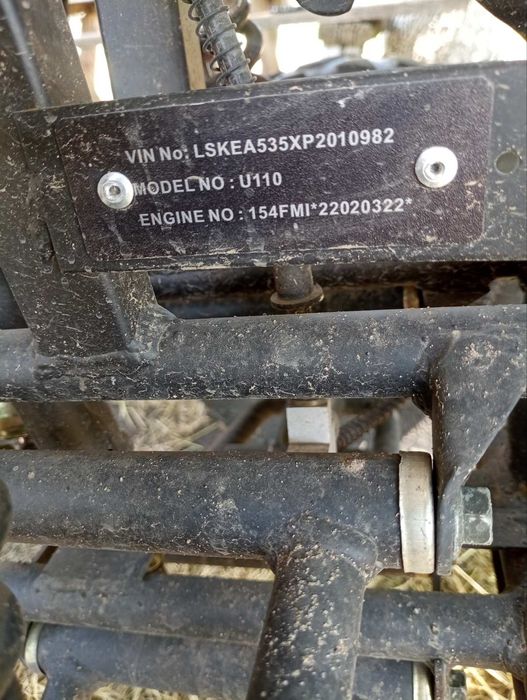 VIN No: LSKEA535XP2010982
MODEL NO : U110
ENGINE NO : 154FMI*22020322*